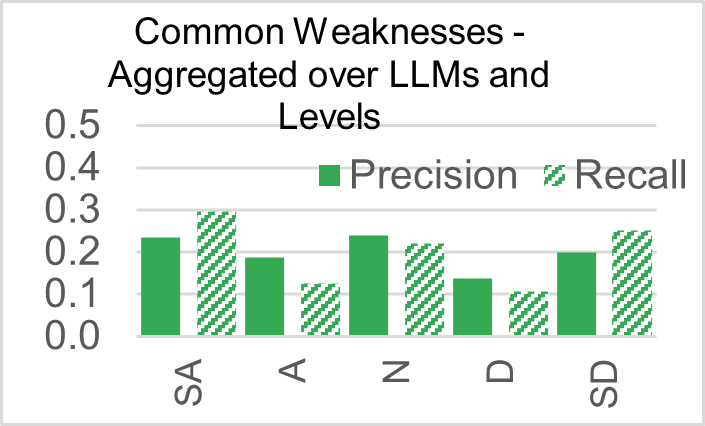 Common Weaknesses -
Aggregated over LLMs and
Levels
0.5
0.4
Precision
Recall
0.3
0.2
0.1
0.0
SA
A
N
D
SD